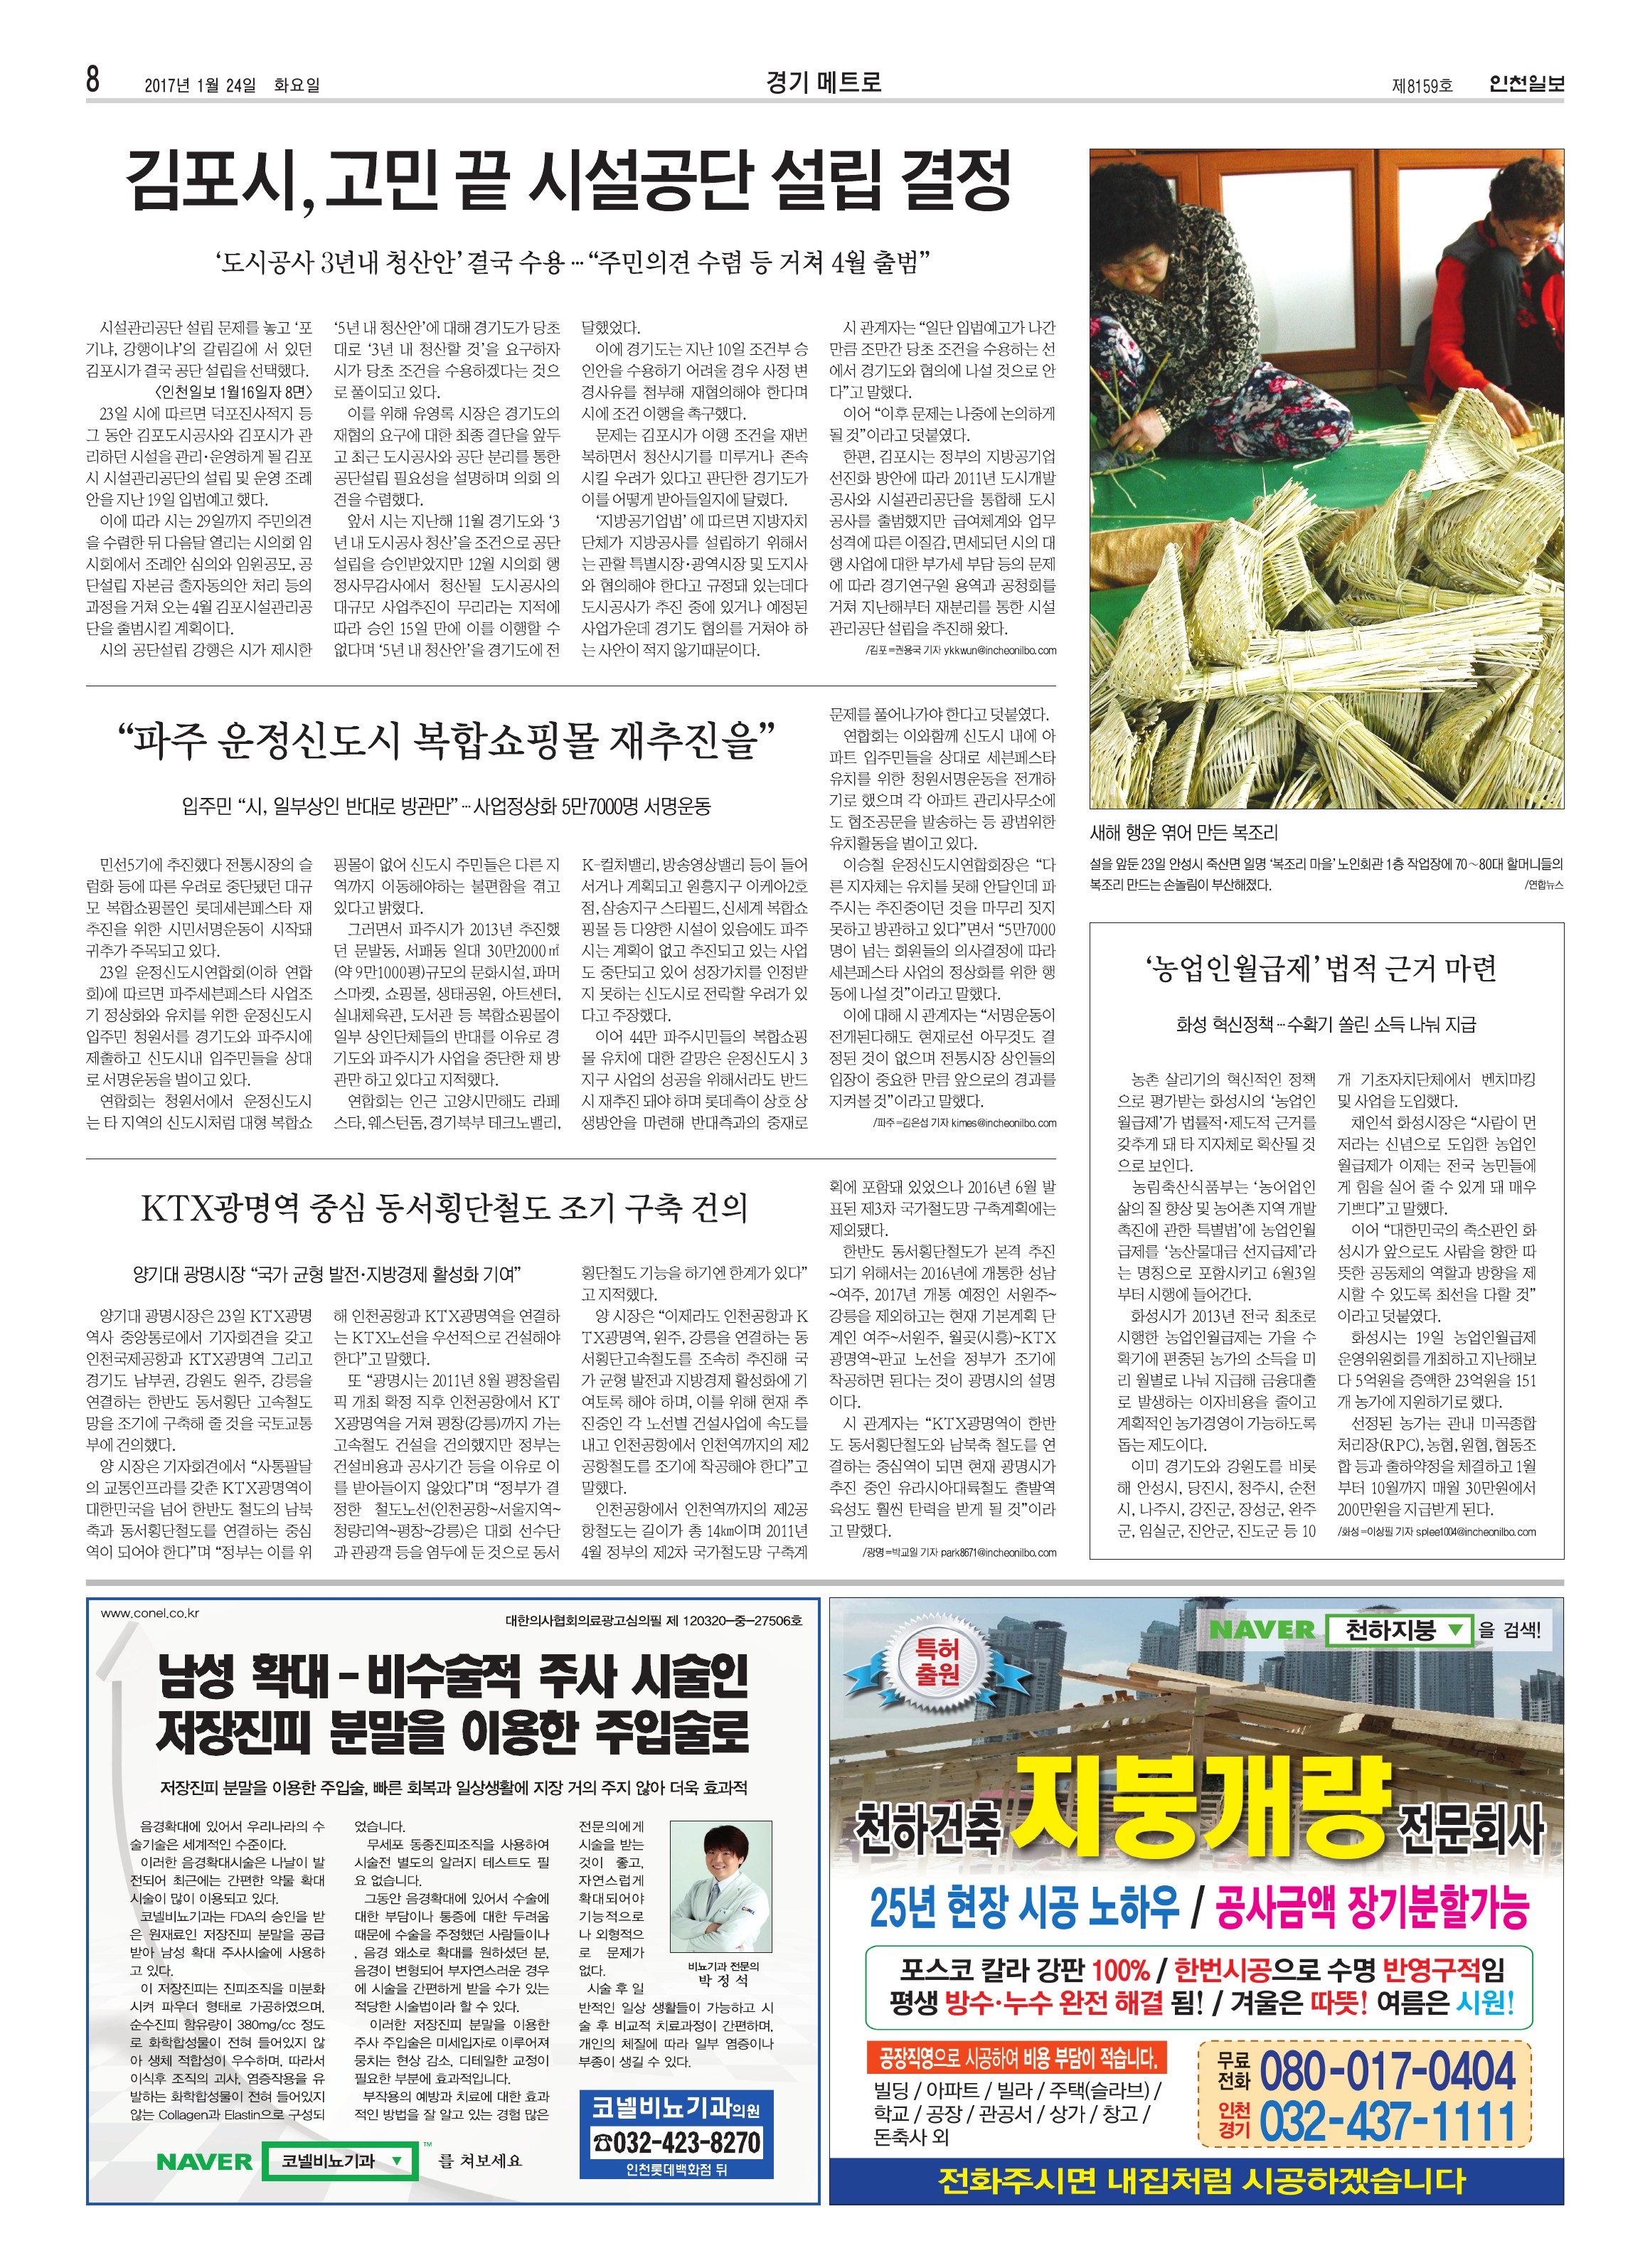 8
2017년 1월 24일 화요일
경기 메트로
제8159호
인천일보
김포시, 고민 끝 시설공단 설립 결정
‘도시공사 3년내 청산안’ 결국 수용…“주민의견 수렴 등 거쳐 4월 출범”
시설관리공단 설립 문제를 놓고 ‘포
기냐, 강행이냐’의 갈림길에 서 있던
김포시가 결국 공단 설립을 선택했다.
<인천일보 1월16일자 8면>
23일 시에 따르면 덕포진사적지 등
그 동안 김포도시공사와 김포시가 관
리하던 시설을 관리·운영하게 될 김포
시 시설관리공단의 설립 및 운영 조례
안을 지난 19일 입법예고 했다.
이에 따라 시는 29일까지 주민의견
을 수렴한 뒤 다음달 열리는 시의회 임
시회에서 조례안 심의와 임원공모, 공
단설립 자본금 출자동의안 처리 등의
과정을 거쳐 오는 4월 김포시설관리공
단을 출범시킬 계획이다.
시의 공단설립 강행은 시가 제시한
‘5년 내 청산안’에 대해 경기도가 당초
대로 ‘3년 내 청산할 것’을 요구하자
시가 당초 조건을 수용하겠다는 것으
로 풀이되고 있다.
이를 위해 유영록 시장은 경기도의
재협의 요구에 대한 최종 결단을 앞두
고 최근 도시공사와 공단 분리를 통한
공단설립 필요성을 설명하며 의회 의
견을 수렴했다.
앞서 시는 지난해 11월 경기도와 ‘3
년 내 도시공사 청산’을 조건으로 공단
설립을 승인받았지만 12월 시의회 행
정사무감사에서 청산될 도시공사의
대규모 사업추진이 무리라는 지적에
따라 승인 15일 만에 이를 이행할 수
없다며 ‘5년 내 청산안’을 경기도에 전
달했었다.
이에 경기도는 지난 10일 조건부 승
인안을 수용하기 어려울 경우 사정 변
경사유를 첨부해 재협의해야 한다며
시에 조건 이행을 촉구했다.
문제는 김포시가 이행 조건을 재번
복하면서 청산시기를 미루거나 존속
시킬 우려가 있다고 판단한 경기도가
이를 어떻게 받아들일지에 달렸다.
‘지방공기업법’ 에 따르면 지방자치
단체가 지방공사를 설립하기 위해서
는 관할 특별시장·광역시장 및 도지사
와 협의해야 한다고 규정돼 있는데다
도시공사가 추진 중에 있거나 예정된
사업가운데 경기도 협의를 거쳐야 하
는 사안이 적지 않기 때문이다.
시 관계자는 “일단 입법예고가 나간
만큼 조만간 당초 조건을 수용하는 선
에서 경기도와 협의에 나설 것으로 안
다”고 말했다.
이어 “이후 문제는 나중에 논의하게
될 것”이라고 덧붙였다.
한편, 김포시는 정부의 지방공기업
선진화 방안에 따라 2011년 도시개발
공사와 시설관리공단을 통합해 도시
공사를 출범했지만 급여체계와 업무
성격에 따른 이질감, 면세되던 시의 대
행 사업에 대한 부가세 부담 등의 문제
에 따라 경기연구원 용역과 공청회를
거쳐 지난해부터 재분리를 통한 시설
관리공단 설립을 추진해 왔다.
/김포=권용국 기자 ykkwun@incheonilbo.com
새해 행운 엮어 만든 복조리
설을 앞둔 23일 안성시 죽산면 일명 ‘복조리 마을’ 노인회관 1층 작업장에 70～80대 할머니들의
복조리 만드는 손놀림이 부산해졌다.
/연합뉴스
“파주 운정신도시 복합쇼핑몰 재추진을”
입주민 “시, 일부상인 반대로 방관만”…사업정상화 5만7000명 서명운동
민선5기에 추진했다 전통시장의 슬
럼화 등에 따른 우려로 중단됐던 대규
모 복합쇼핑몰인 롯데세븐페스타 재
추진을 위한 시민서명운동이 시작돼
귀추가 주목되고 있다.
23일 운정신도시연합회(이하 연합
회)에 따르면 파주세븐페스타 사업조
기 정상화와 유치를 위한 운정신도시
입주민 청원서를 경기도와 파주시에
제출하고 신도시내 입주민들을 상대
로 서명운동을 벌이고 있다.
연합회는 청원서에서 운정신도시
는 타 지역의 신도시처럼 대형 복합쇼
핑몰이 없어 신도시 주민들은 다른 지
역까지 이동해야하는 불편함을 겪고
있다고 밝혔다.
그러면서 파주시가 2013년 추진했
던 문발동, 서패동 일대 30만2000㎡
(약 9만1000평)규모의 문화시설, 파머
스마켓, 쇼핑몰, 생태공원, 아트센터,
실내체육관, 도서관 등 복합쇼핑몰이
일부 상인단체들의 반대를 이유로 경
기도와 파주시가 사업을 중단한 채 방
관만 하고 있다고 지적했다.
연합회는 인근 고양시만해도 라페
스타, 웨스턴돔, 경기북부 테크노밸리,
K-컬처밸리, 방송영상밸리 등이 들어
서거나 계획되고 원흥지구 이케아2호
점, 삼송지구 스타필드, 신세계 복합쇼
핑몰 등 다양한 시설이 있음에도 파주
시는 계획이 없고 추진되고 있는 사업
도 중단되고 있어 성장가치를 인정받
지 못하는 신도시로 전락할 우려가 있
다고 주장했다.
이어 44만 파주시민들의 복합쇼핑
몰 유치에 대한 갈망은 운정신도시 3
지구 사업의 성공을 위해서라도 반드
시 재추진 돼야 하며 롯데측이 상호 상
생방안을 마련해 반대측과의 중재로
문제를 풀어나가야 한다고 덧붙였다.
연합회는 이와함께 신도시 내에 아
파트 입주민들을 상대로 세븐페스타
유치를 위한 청원서명운동을 전개하
기로 했으며 각 아파트 관리사무소에
도 협조공문을 발송하는 등 광범위한
유치활동을 벌이고 있다.
이승철 운정신도시연합회장은 “다
른 지자체는 유치를 못해 안달인데 파
주시는 추진중이던 것을 마무리 짓지
못하고 방관하고 있다”면서 “5만7000
명이 넘는 회원들의 의사결정에 따라
세븐페스타 사업의 정상화를 위한 행
동에 나설 것”이라고 말했다.
이에 대해 시 관계자는 “서명운동이
전개된다해도 현재로선 아무것도 결
정된 것이 없으며 전통시장 상인들의
입장이 중요한 만큼 앞으로의 경과를
지켜볼 것”이라고 말했다.
/파주=김은섭 기자 kimes@incheonilbo.com
‘농업인월급제’ 법적 근거 마련
화성 혁신정책…수확기 쏠린 소득 나눠 지급
농촌 살리기의 혁신적인 정책
으로 평가받는 화성시의 ‘농업인
월급제’가 법률적·제도적 근거를
갖추게 돼 타 지자체로 확산될 것
으로 보인다.
농림축산식품부는 ‘농어업인
삶의 질 향상 및 농어촌 지역 개발
촉진에 관한 특별법’에 농업인월
급제를 ‘농산물대금 선지급제’라
는 명칭으로 포함시키고 6월3일
부터 시행에 들어간다.
화성시가 2013년 전국 최초로
시행한 농업인월급제는 가을 수
확기에 편중된 농가의 소득을 미
리 월별로 나눠 지급해 금융대출
로 발생하는 이자비용을 줄이고
계획적인 농가경영이 가능하도록
돕는 제도이다.
이미 경기도와 강원도를 비롯
해 안성시, 당진시, 청주시, 순천
시, 나주시, 강진군, 장성군, 완주
군, 임실군, 진안군, 진도군 등 10
개 기초자치단체에서 벤치마킹
및 사업을 도입했다.
채인석 화성시장은 “사람이 먼
저라는 신념으로 도입한 농업인
월급제가 이제는 전국 농민들에
게 힘을 실어 줄 수 있게 돼 매우
기쁘다”고 말했다.
이어 “대한민국의 축소판인 화
성시가 앞으로도 사람을 향한 따
뜻한 공동체의 역할과 방향을 제
시할 수 있도록 최선을 다할 것”
이라고 덧붙였다.
화성시는 19일 농업인월급제
운영위원회를 개최하고 지난해보
다 5억원을 증액한 23억원을 151
개 농가에 지원하기로 했다.
선정된 농가는 관내 미곡종합
처리장(RPC), 농협, 원협, 협동조
합 등과 출하약정을 체결하고 1월
부터 10월까지 매월 30만원에서
200만원을 지급받게 된다.
/화성=이상필 기자 splee1004@incheonilbo.com
KTX광명역 중심 동서횡단철도 조기 구축 건의
양기대 광명시장 “국가 균형 발전·지방경제 활성화 기여”
양기대 광명시장은 23일 KTX광명
역사 중앙통로에서 기자회견을 갖고
인천국제공항과 KTX광명역 그리고
경기도 남부권, 강원도 원주, 강릉을
연결하는 한반도 동서횡단 고속철도
망을 조기에 구축해 줄 것을 국토교통
부에 건의했다.
양 시장은 기자회견에서 “사통팔달
의 교통인프라를 갖춘 KTX광명역이
대한민국을 넘어 한반도 철도의 남북
축과 동서횡단철도를 연결하는 중심
역이 되어야 한다”며 “정부는 이를 위
해 인천공항과 KTX광명역을 연결하
는 KTX노선을 우선적으로 건설해야
한다”고 말했다.
또 “광명시는 2011년 8월 평창올림
픽 개최 확정 직후 인천공항에서 KT
X광명역을 거쳐 평창(강릉)까지 가는
고속철도 건설을 건의했지만 정부는
건설비용과 공사기간 등을 이유로 이
를 받아들이지 않았다”며 “정부가 결
정한 철도노선(인천공항~서울지역~
청량리역~평창~강릉)은 대회 선수단
과 관광객 등을 염두에 둔 것으로 동서
횡단철도 기능을 하기엔 한계가 있다”
고 지적했다.
양 시장은 “이제라도 인천공항과 K
TX광명역, 원주, 강릉을 연결하는 동
서횡단고속철도를 조속히 추진해 국
가 균형 발전과 지방경제 활성화에 기
여토록 해야 하며, 이를 위해 현재 추
진중인 각 노선별 건설사업에 속도를
내고 인천공항에서 인천역까지의 제2
공항철도를 조기에 착공해야 한다”고
말했다.
인천공항에서 인천역까지의 제2공
항철도는 길이가 총 14㎞이며 2011년
4월 정부의 제2차 국가철도망 구축계
획에 포함돼 있었으나 2016년 6월 발
표된 제3차 국가철도망 구축계획에는
제외됐다.
한반도 동서횡단철도가 본격 추진
되기 위해서는 2016년에 개통한 성남
~여주, 2017년 개통 예정인 서원주~
강릉을 제외하고는 현재 기본계획 단
계인 여주~서원주, 월곶(시흥)~KTX
광명역~판교 노선을 정부가 조기에
착공하면 된다는 것이 광명시의 설명
이다.
시 관계자는 “KTX광명역이 한반
도 동서횡단철도와 남북축 철도를 연
결하는 중심역이 되면 현재 광명시가
추진 중인 유라시아대륙철도 출발역
육성도 훨씬 탄력을 받게 될 것”이라
고 말했다.
/광명=박교일 기자 park8671@incheonilbo.com
www.conel.co.kr
대한의사협회의료광고심의필 제 120320-중-27506호
남성 확대 - 비수술적 주사 시술인
저장진피 분말을 이용한 주입술로
저장진피 분말을 이용한 주입술, 빠른 회복과 일상생활에 지장 거의 주지 않아 더욱 효과적
음경확대에 있어서 우리나라의 수
술기술은 세계적인 수준이다.
이러한 음경확대시술은 나날이 발
전되어 최근에는 간편한 약물 확대
시술이 많이 이용되고 있다.
코넬비뇨기과는 FDA의 승인을 받
은 원재료인 저장진피 분말을 공급
받아 남성 확대 주사시술에 사용하
고 있다.
이 저장진피는 진피조직을 미분화
시켜 파우더 형태로 가공하였으며,
순수진피 함유량이 380mg/cc 정도
로 화학합성물이 전혀 들어있지 않
아 생체 적합성이 우수하며, 따라서
이식후 조직의 괴사, 염증작용을 유
발하는 화학합성물이 전혀 들어있지
않는 Collagen과 Elastin으로 구성되
었습니다.
무세포 동종진피조직을 사용하여
시술전 별도의 알러지 테스트도 필
요 없습니다.
그동안 음경확대에 있어서 수술에
대한 부담이나 통증에 대한 두려움
때문에 수술을 주정했던 사람들이나
, 음경 왜소로 확대를 원하셨던 분,
음경이 변형되어 부자연스러운 경우
에 시술을 간편하게 받을 수가 있는
적당한 시술법이라 할 수 있다.
이러한 저장진피 분말을 이용한
주사 주입술은 미세입자로 이루어져
뭉치는 현상 감소, 디테일한 교정이
필요한 부분에 효과적입니다.
부작용의 예방과 치료에 대한 효과
적인 방법을 잘 알고 있는 경험 많은
전문의에게
시술을 받는
것이 좋고,
자연스럽게
확대되어야
기능적으로
나 외형적으
로 문제가
없다.
시술 후 일
반적인 일상 생활들이 가능하고 시
술 후 비교적 치료과정이 간편하며,
개인의 체질에 따라 일부 염증이나
부종이 생길 수 있다.
비뇨기과 전문의
박 정 석
NAVER 코넬비뇨기과 ▼ ™ 를 쳐보세요
코넬비뇨기과의원
☎032-423-8270
인천롯데백화점 뒤
특허
출원
NAVER 천하지붕 ▼ 을 검색!
천하건축 지붕개량 전문회사
25년 현장 시공 노하우 / 공사금액 장기분할가능
포스코 칼라 강판 100% / 한번시공으로 수명 반영구적임
평생 방수·누수 완전 해결 됨! / 겨울은 따뜻! 여름은 시원!
공장직영으로 시공하여 비용 부담이 적습니다.
빌딩 / 아파트 / 빌라 / 주택(슬라브) /
학교 / 공장 / 관공서 / 상가 / 창고 /
돈축사 외
무료
전화 080-017-0404
인천
경기 032-437-1111
전화주시면 내집처럼 시공하겠습니다